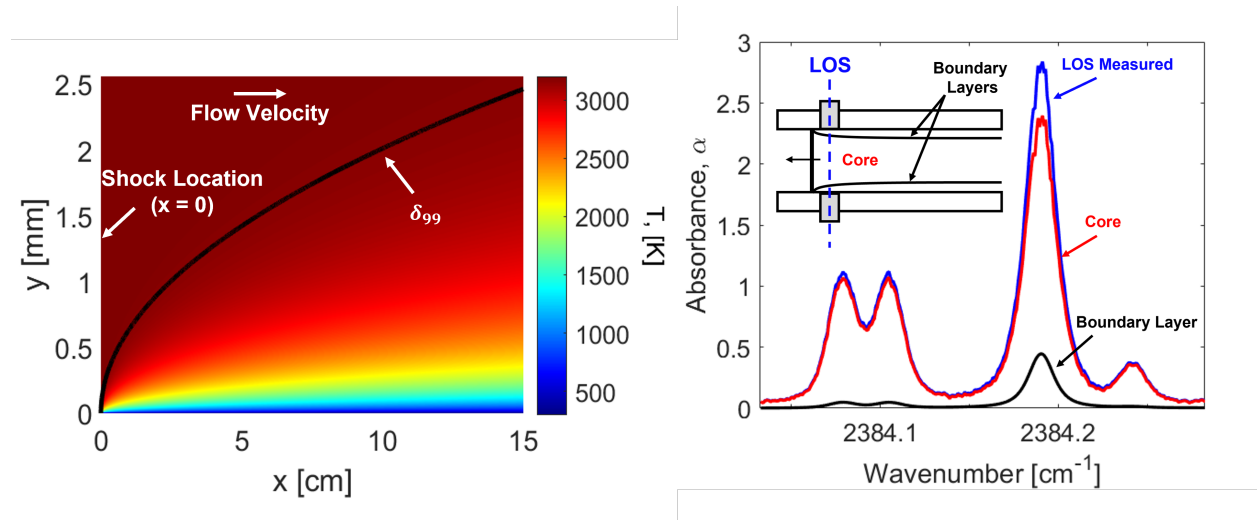 2.5
2
1.5
1
0.5
0
y [mm]
Flow Velocity
Shock Location
(x = 0)
δ99
0
5
10
15
x [cm]
3000
2500
2000
1500
1000
500
T, [K]
3
2.5
2
1.5
1
0.5
0
Absorbance, α
LOS
Boundary
Layers
Core
LOS Measured
Core
Boundary Layer
2384.1
2384.2
Wavenumber [cm-1]